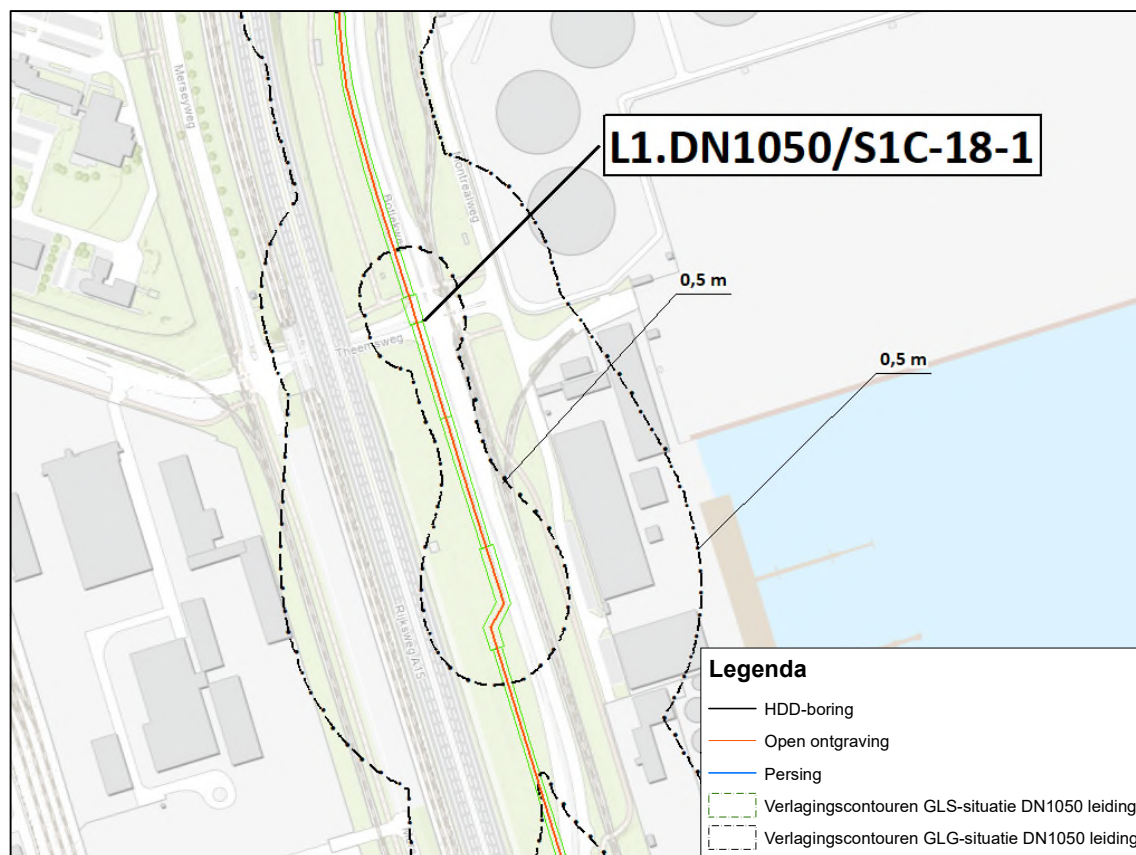 Merseyweg
Montrealweg
L1.DN1050/S1C-18-1
0,5 m
Theemsweg
0,5 m
Rijksweg A15
Legenda
HDD-boring
Open ontgraving
Persing
Verlagingscontouren GLS-situatie DN1050 leiding
Verlagingscontouren GLG-situatie DN1050 leiding